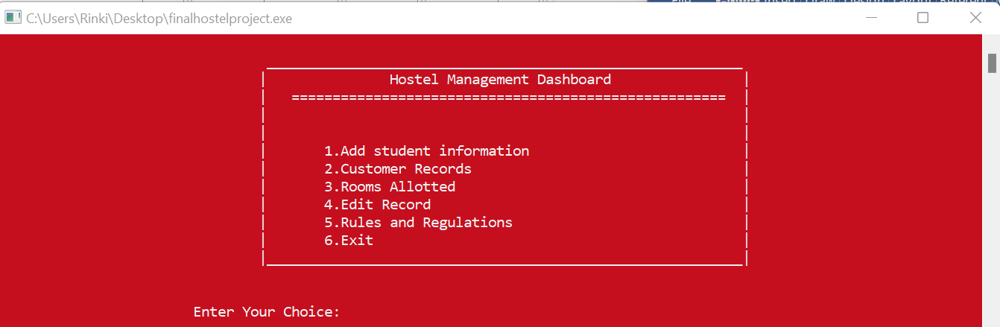 C:\Users\Rinki\Desktop\finalhostelproject.exe
Hostel Management Dashboard
=====================================================
1.Add student information
2.Customer Records
3.Rooms Allotted
4.Edit Record
5.Rules and Regulations
6.Exit
Enter Your Choice: